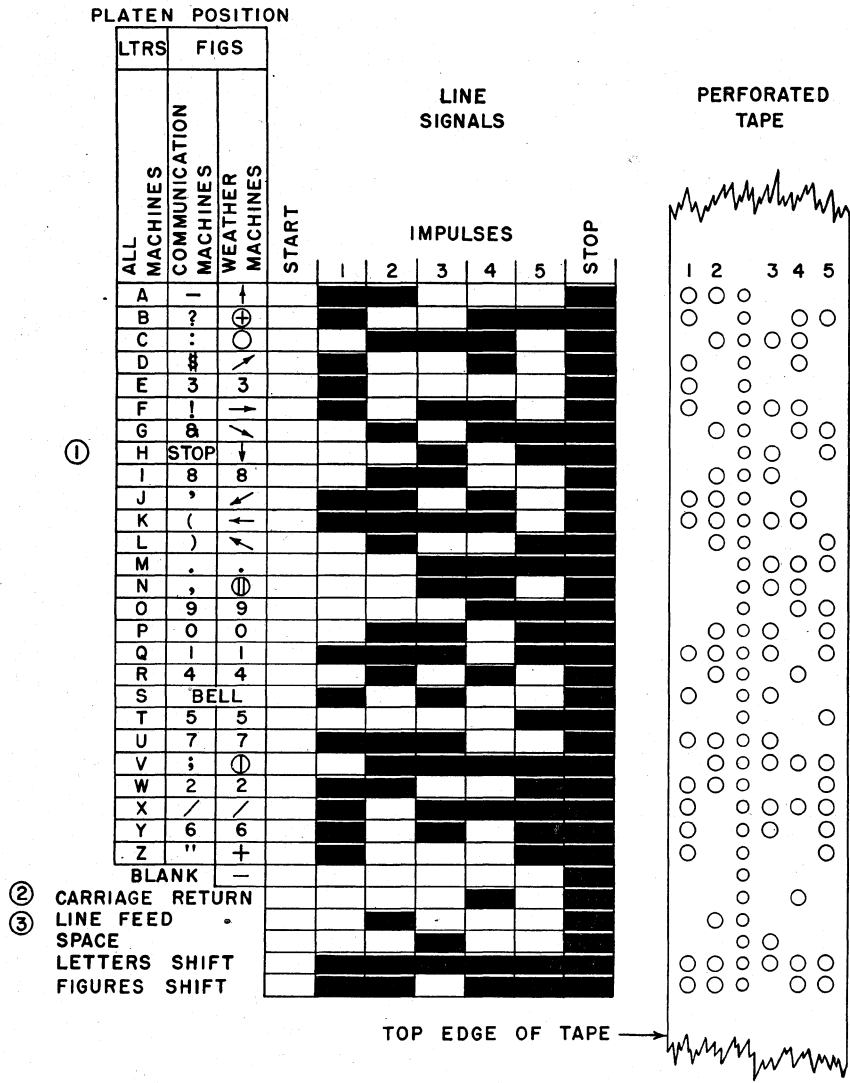 PLATEN POSITION
LTRS FIGS
ALL MACHINES
COMMUNICATION MACHINES
WEATHER MACHINES
LINE SIGNALS
PERFORATED TAPE
START IMPULSES STOP
1 2 3 4 5
1 2 3 4 5
A – ↑
B ? ⊕
C : ○
D $ ↗
E 3 3
F ! →
G & ↘
① H STOP ↓
I 8 8
J ' ↙
K ( ←
L ) ↖
M . .
N , ⦶
O 9 9
P 0 0
Q 1 1
R 4 4
S BELL
T 5 5
U 7 7
V ; ⦶
W 2 2
X / /
Y 6 6
Z " +
BLANK –
② CARRIAGE RETURN
③ LINE FEED
SPACE
LETTERS SHIFT
FIGURES SHIFT
TOP EDGE OF TAPE →